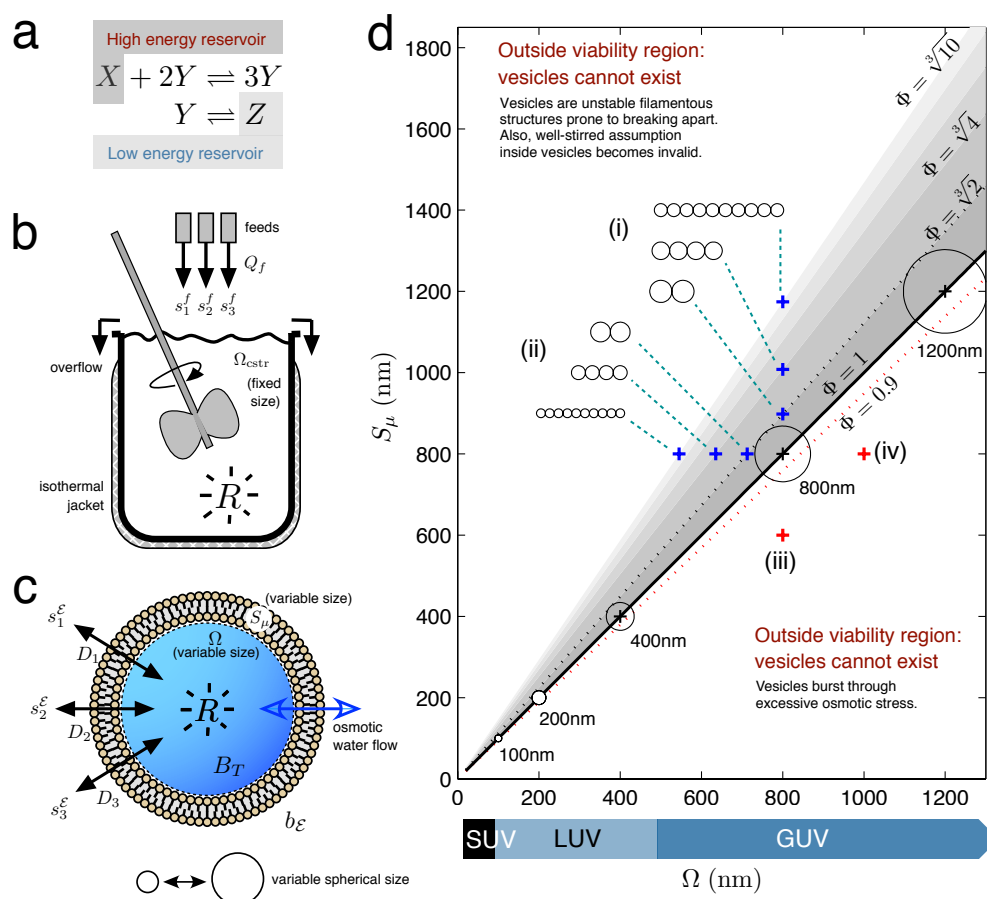 a
High energy reservoir
X + 2Y ⇌ 3Y
Y ⇌ Z
Low energy reservoir
b
feeds
Q_f
s_1^f s_2^f s_3^f
overflow
Ω_cstr
(fixed
size)
isothermal
jacket
R
c
(variable size)
S_μ
s_1^ℰ
Ω
(variable size)
D_1
s_2^ℰ
R
D_2
osmotic
water flow
B_T
s_3^ℰ
D_3
b_ℰ
variable spherical size
d
S_μ (nm)
1800
1600
1400
1200
1000
800
600
400
200
0
Outside viability region:
vesicles cannot exist
Vesicles are unstable filamentous
structures prone to breaking apart.
Also, well-stirred assumption
inside vesicles becomes invalid.
Φ = ∛10
Φ = ∛4
Φ = ∛2
Φ = 1
Φ = 0.9
(i)
(ii)
(iii)
(iv)
1200nm
800nm
400nm
200nm
100nm
Outside viability region:
vesicles cannot exist
Vesicles burst through
excessive osmotic stress.
0 200 400 600 800 1000 1200
SUV LUV GUV
Ω (nm)